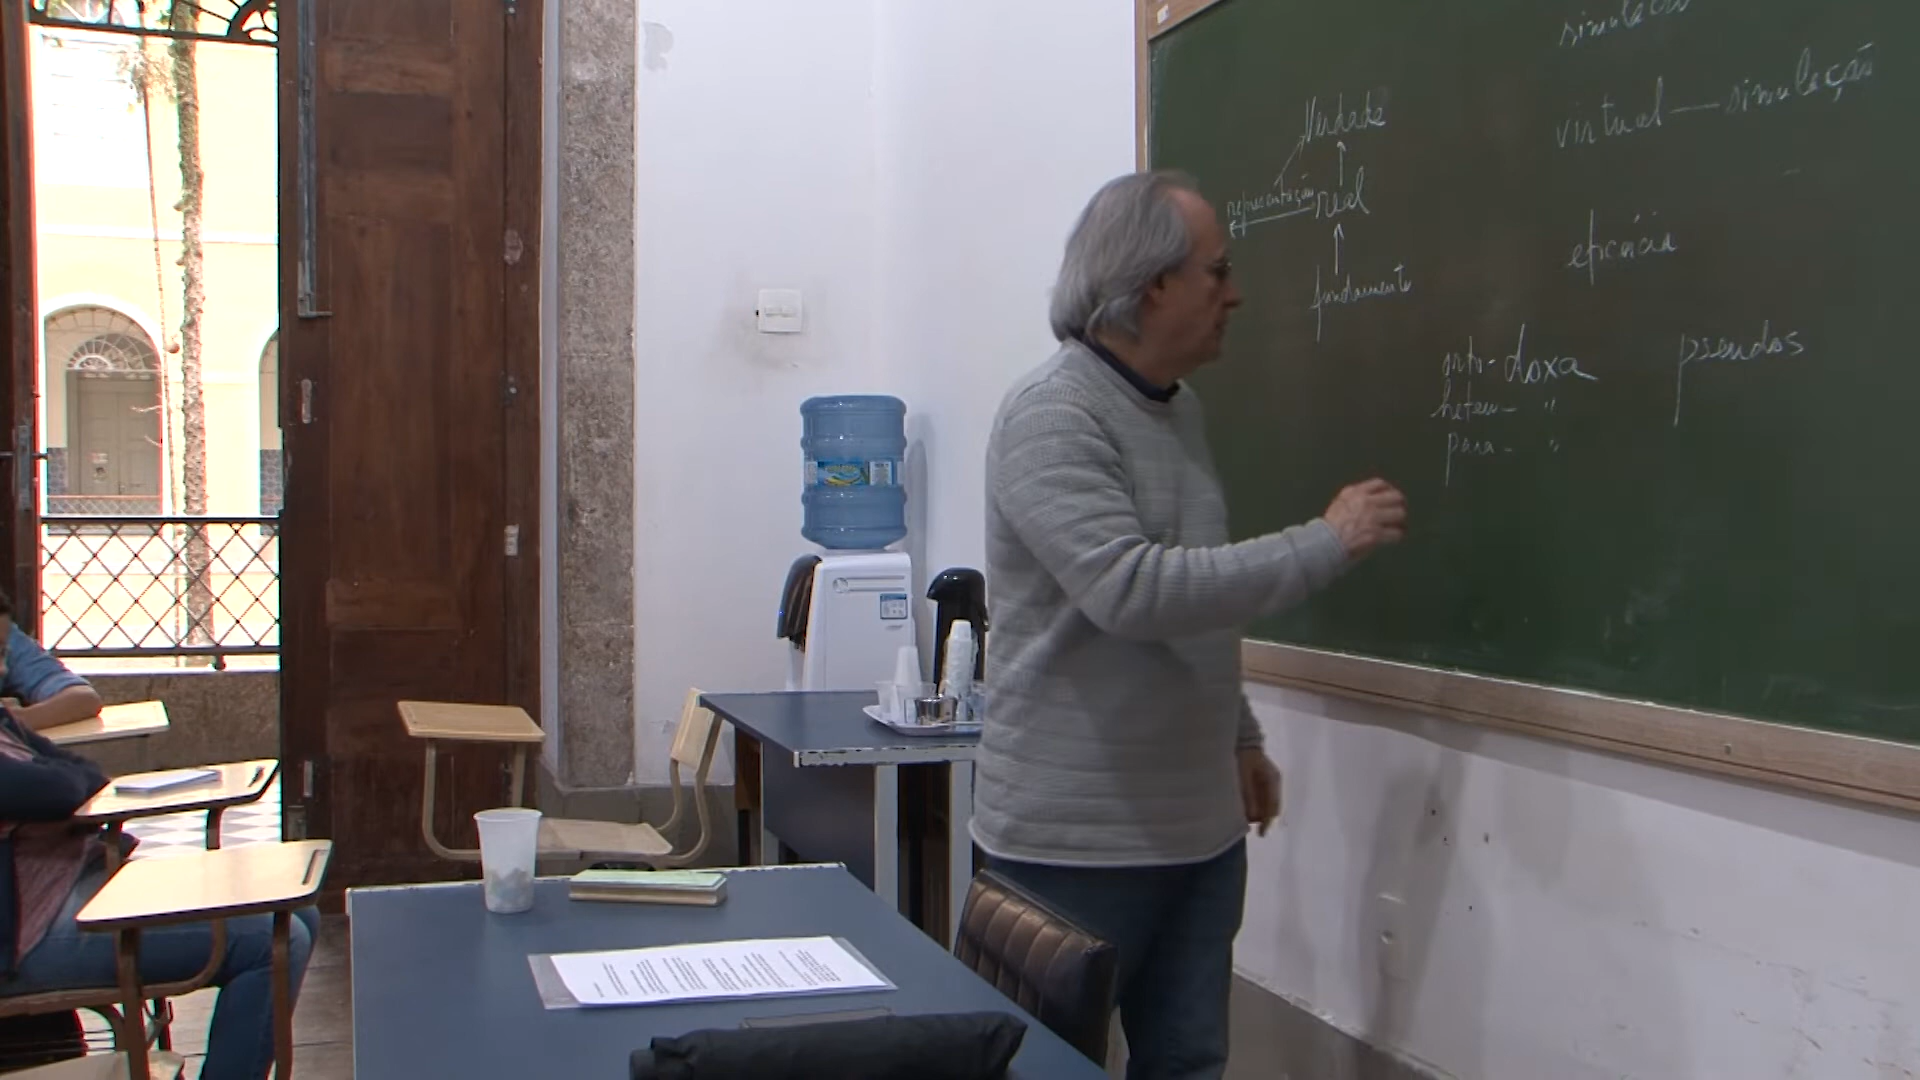 simulacro
virtual — simulação
Verdade
representação real
eficácia
fundamento
orto-doxa pseudos
hetero- "
para- "